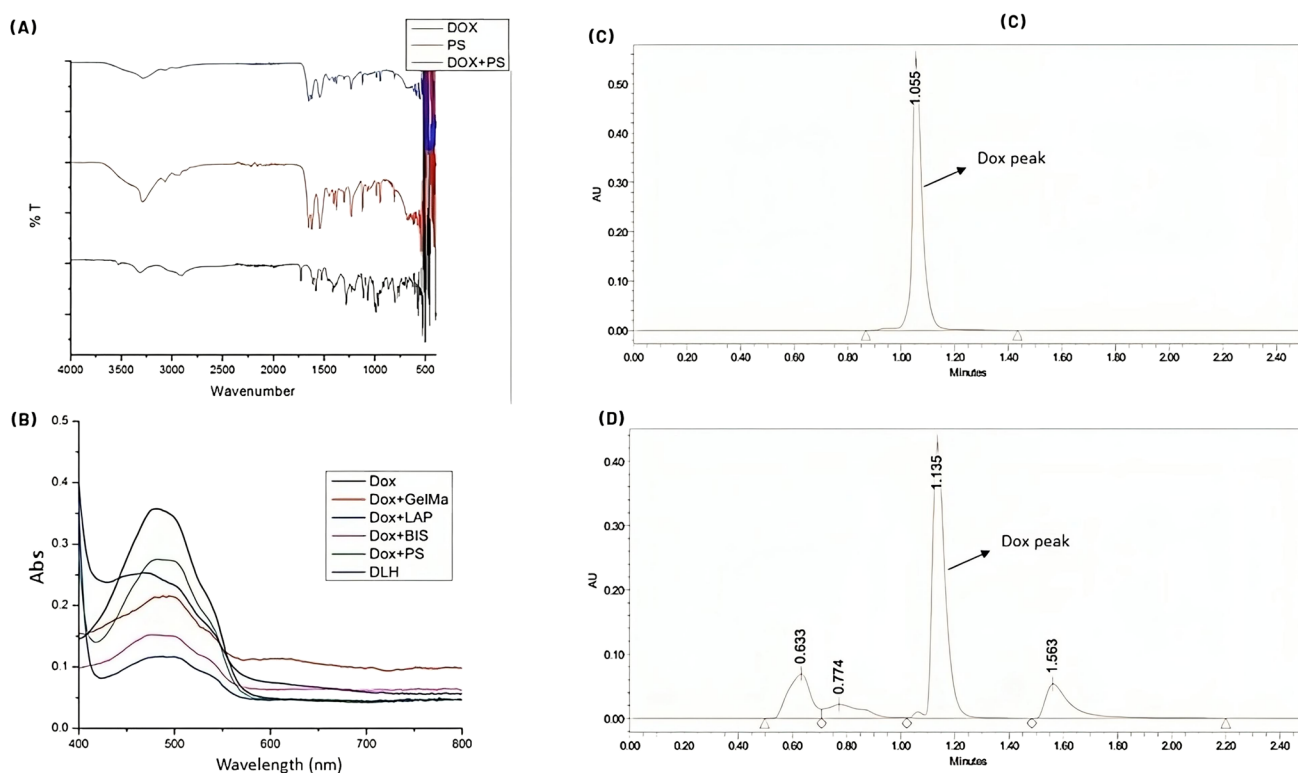 (A)
DOX
PS
DOX+PS
% T
4000 3500 3000 2500 2000 1500 1000 500
Wavenumber
(B)
0.5
0.4
0.3
0.2
0.1
0.0
Abs
Dox
Dox+GelMa
Dox+LAP
Dox+BIS
Dox+PS
DLH
400 500 600 700 800
Wavelength (nm)
(C)
(C)
0.50
0.40
0.30
0.20
0.10
0.00
AU
1.055
Dox peak
0.00 0.20 0.40 0.60 0.80 1.00 1.20 1.40 1.60 1.80 2.00 2.20 2.40
Minutes
(D)
0.40
0.30
0.20
0.10
0.00
AU
0.633
0.774
1.135
Dox peak
1.563
0.00 0.20 0.40 0.60 0.80 1.00 1.20 1.40 1.60 1.80 2.00 2.20 2.40
Minutes